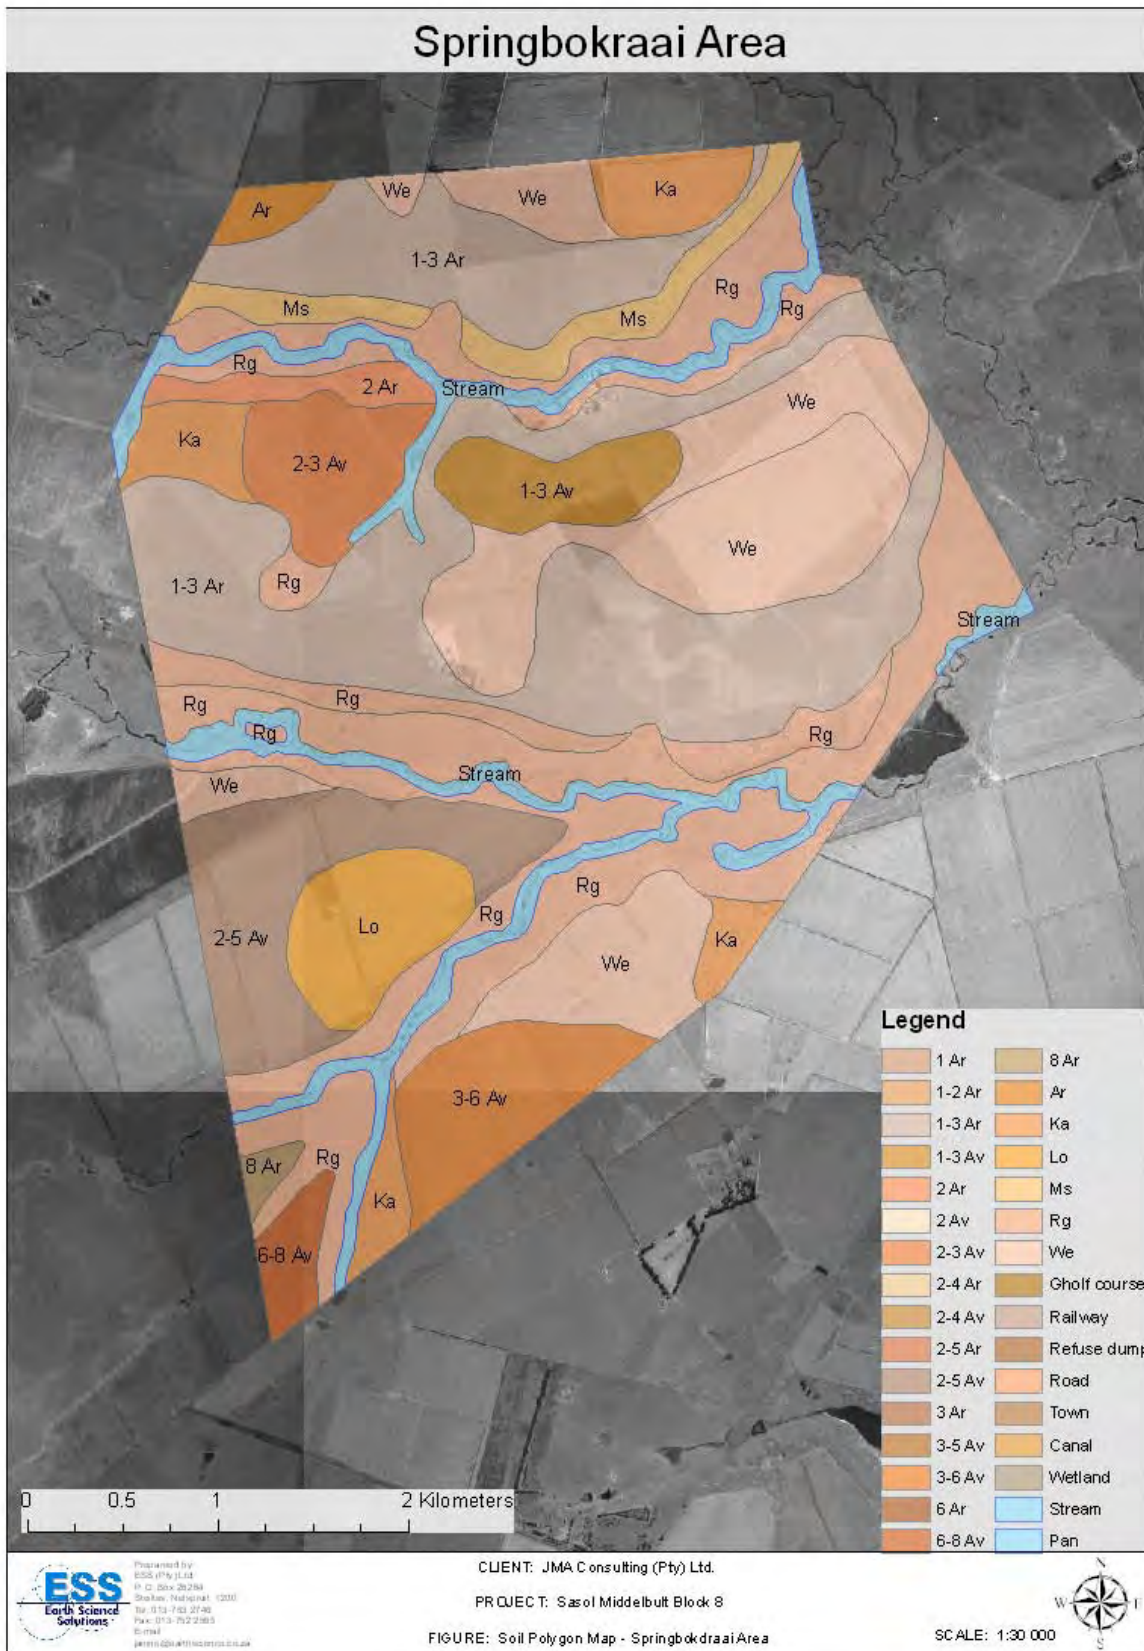 Springbokraai Area
We
Ka
We
Ar
1-3 Ar
Rg
Ms
Ms
Rg
Rg
2 Ar
Stream
We
Ka
2-3 Av
1-3 Av
We
1-3 Ar
Rg
Stream
Rg
Rg
Rg
Rg
Stream
We
Rg
Rg
Lo
2-5 Av
Ka
We
3-6 Av
8 Ar
Rg
Ka
6-8 Av
Legend
1 Ar
1-2 Ar
1-3 Ar
1-3 Av
2 Ar
2 Av
2-3 Av
2-4 Ar
2-4 Av
2-5 Ar
2-5 Av
3 Ar
3-5 Av
3-6 Av
6 Ar
6-8 Av
8 Ar
Ar
Ka
Lo
Ms
Rg
We
Gholf course
Railway
Refuse dump
Road
Town
Canal
Wetland
Stream
Pan
0 0.5 1 2 Kilometers
ESS
Earth Science
Solutions
Prepared by
ESS (Pty) Ltd
CLIENT: JMA Consulting (Pty) Ltd.
PROJECT: Sasol Middelbult Block 8
FIGURE: Soil Polygon Map - Springbokdraai Area
N
W E
S
SCALE: 1:30 000